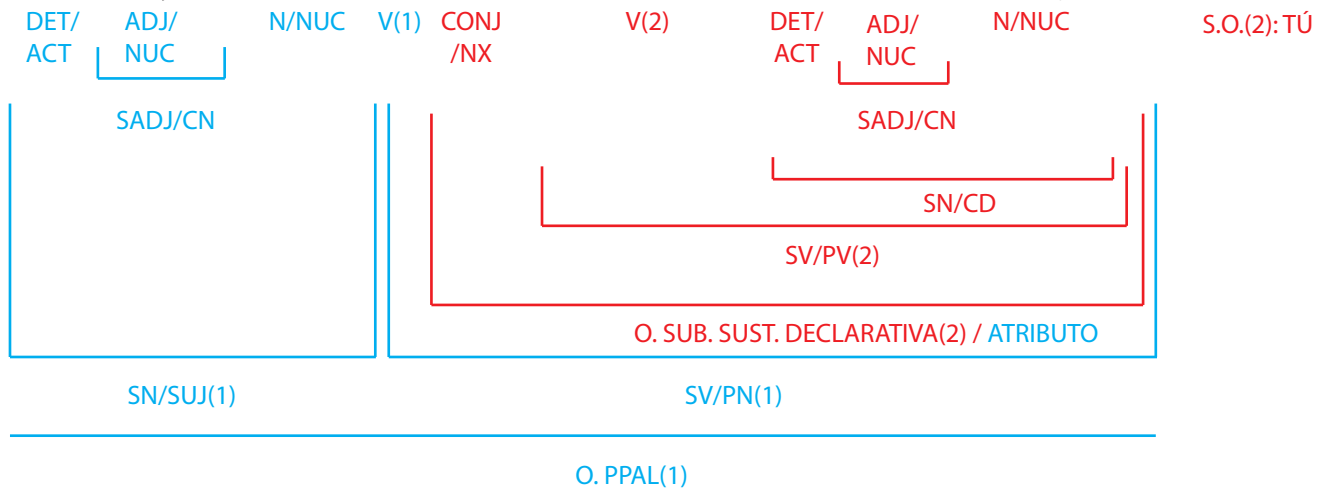 DET/ ADJ/ N/NUC V(1) CONJ V(2) DET/ ADJ/ N/NUC S.O.(2): TÚ
ACT NUC /NX ACT NUC
SADJ/CN SADJ/CN
SN/CD
SV/PV(2)
O. SUB. SUST. DECLARATIVA(2) / ATRIBUTO
SN/SUJ(1) SV/PN(1)
O. PPAL(1)